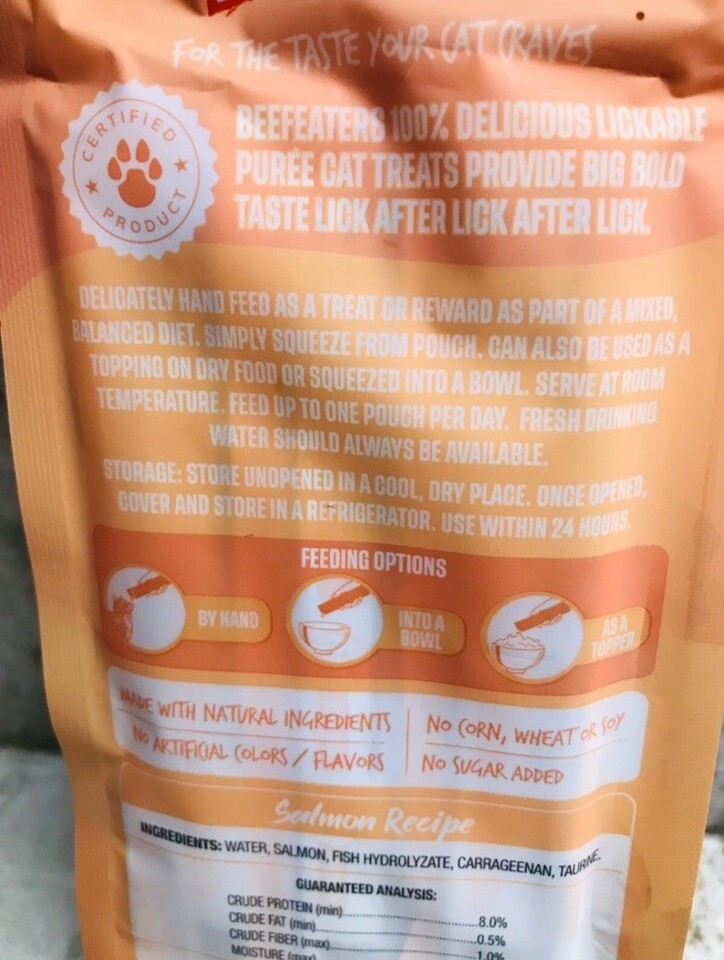 FOR THE TASTE YOUR CAT CRAVES
CERTIFIED
PRODUCT
BEEFEATERS 100% DELICIOUS LICKABLE
PURÉE CAT TREATS PROVIDE BIG BOLD
TASTE LICK AFTER LICK AFTER LICK.
DELICATELY HAND FEED AS A TREAT OR REWARD AS PART OF A MIXED,
BALANCED DIET. SIMPLY SQUEEZE FROM POUCH. CAN ALSO BE USED AS A
TOPPING ON DRY FOOD OR SQUEEZED INTO A BOWL. SERVE AT ROOM
TEMPERATURE. FEED UP TO ONE POUCH PER DAY. FRESH DRINKING
WATER SHOULD ALWAYS BE AVAILABLE.
STORAGE: STORE UNOPENED IN A COOL, DRY PLACE. ONCE OPENED,
COVER AND STORE IN A REFRIGERATOR. USE WITHIN 24 HOURS.
FEEDING OPTIONS
BY HAND
INTO A
BOWL
AS A
TOPPER
MADE WITH NATURAL INGREDIENTS
NO ARTIFICIAL COLORS / FLAVORS
NO CORN, WHEAT OR SOY
NO SUGAR ADDED
Salmon Recipe
INGREDIENTS: WATER, SALMON, FISH HYDROLYZATE, CARRAGEENAN, TAURINE.
GUARANTEED ANALYSIS:
CRUDE PROTEIN (min)..........8.0%
CRUDE FAT (min)..........0.5%
CRUDE FIBER (max)..........1.0%
MOISTURE (max)